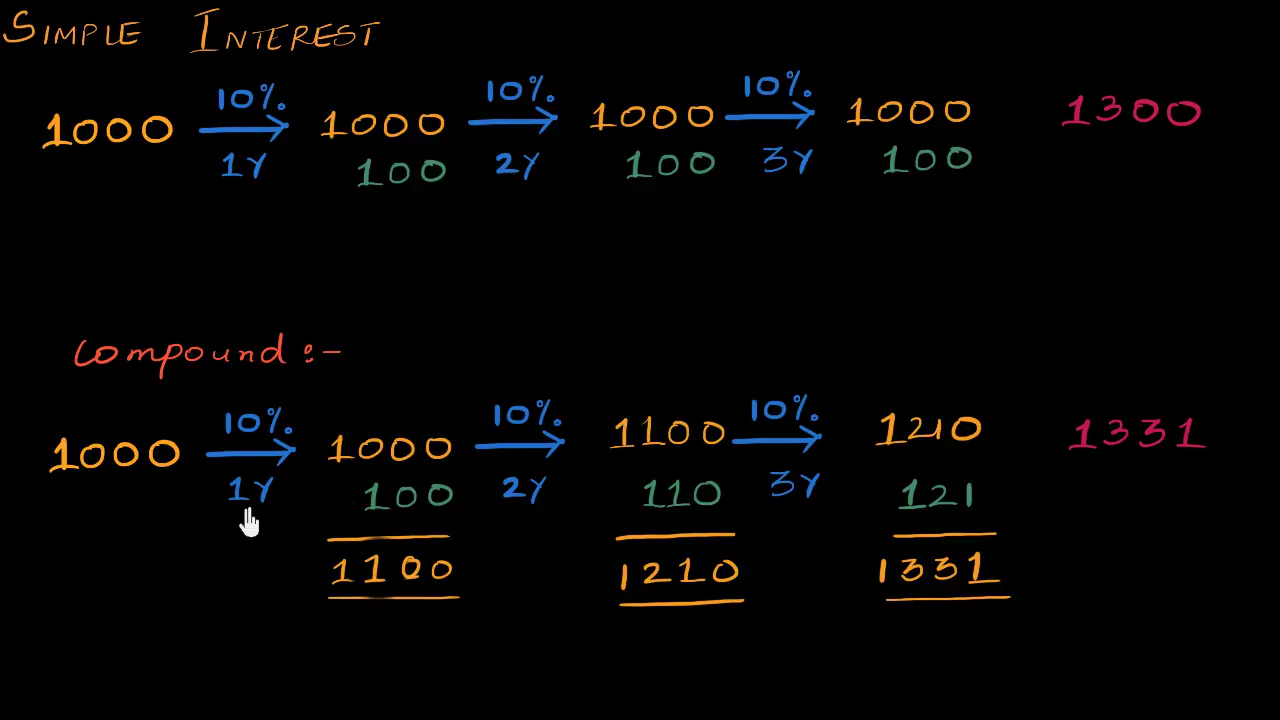 SIMPLE INTEREST
10% 10% 10%
1000 1000 1000 1000 1300
1Y 100 2Y 100 3Y 100
Compound :-
10% 10% 10%
1000 1000 1100 1210 1331
1Y 100 2Y 110 3Y 121
1100 1210 1331